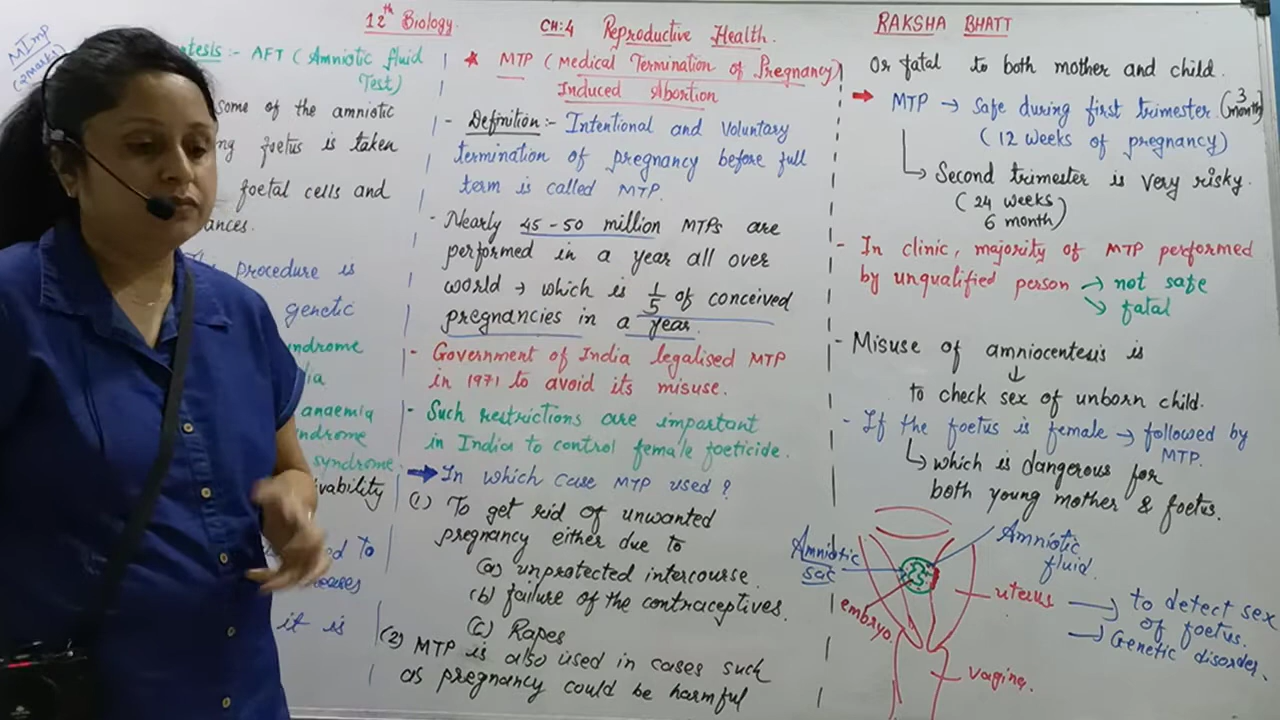 12th Biology.
CH:4 Reproductive Health.
RAKSHA BHATT
MImp
(2 Marks)
ntesis :- AFT (Amniotic fluid
Test)
some of the amniotic
ng foetus is taken
foetal cells and
ances.
This procedure is
genetic
ndrome
lia
anaemia
ndrome
syndrome
ivability
ed to
it is
* MTP (Medical Termination of Pregnancy)
Induced Abortion
- Definition :- Intentional and Voluntary
termination of pregnancy before full
term is called MTP.
- Nearly 45-50 million MTPs are
performed in a year all over
world → which is 1/5 of conceived
pregnancies in a year.
- Government of India legalised MTP
in 1971 to avoid its misuse.
- Such restrictions are important
in India to control female foeticide.
→ In which case MTP used ?
(1) To get rid of unwanted
pregnancy either due to
(a) unprotected intercourse.
(b) failure of the contraceptives.
(c) Rapes
(2) MTP is also used in cases such
as pregnancy could be harmful
Or fatal to both mother and child.
→ MTP → Safe during first trimester (3 month)
(12 weeks of pregnancy)
↳ Second trimester is very risky.
(24 weeks
6 month)
- In clinic, majority of MTP performed
by unqualified person → not safe
↘ fatal
- Misuse of amniocentesis is
↓
to check sex of unborn child.
- If the foetus is female → followed by
MTP.
↳ which is dangerous for
both young mother & foetus.
Amniotic
sac
embryo.
Amniotic
fluid.
uterus
→ to detect sex
of foetus.
→ Genetic disorder.
vagina.